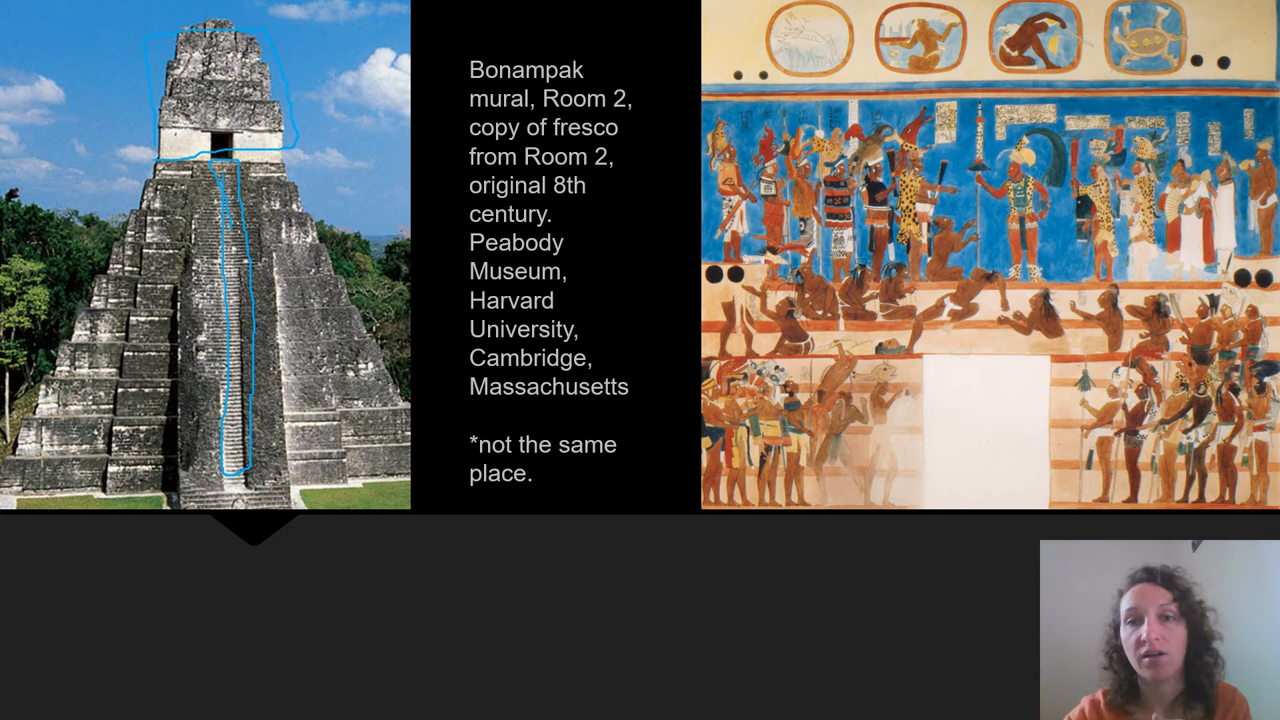 Bonampak
mural, Room 2,
copy of fresco
from Room 2,
original 8th
century.
Peabody
Museum,
Harvard
University,
Cambridge,
Massachusetts
*not the same
place.